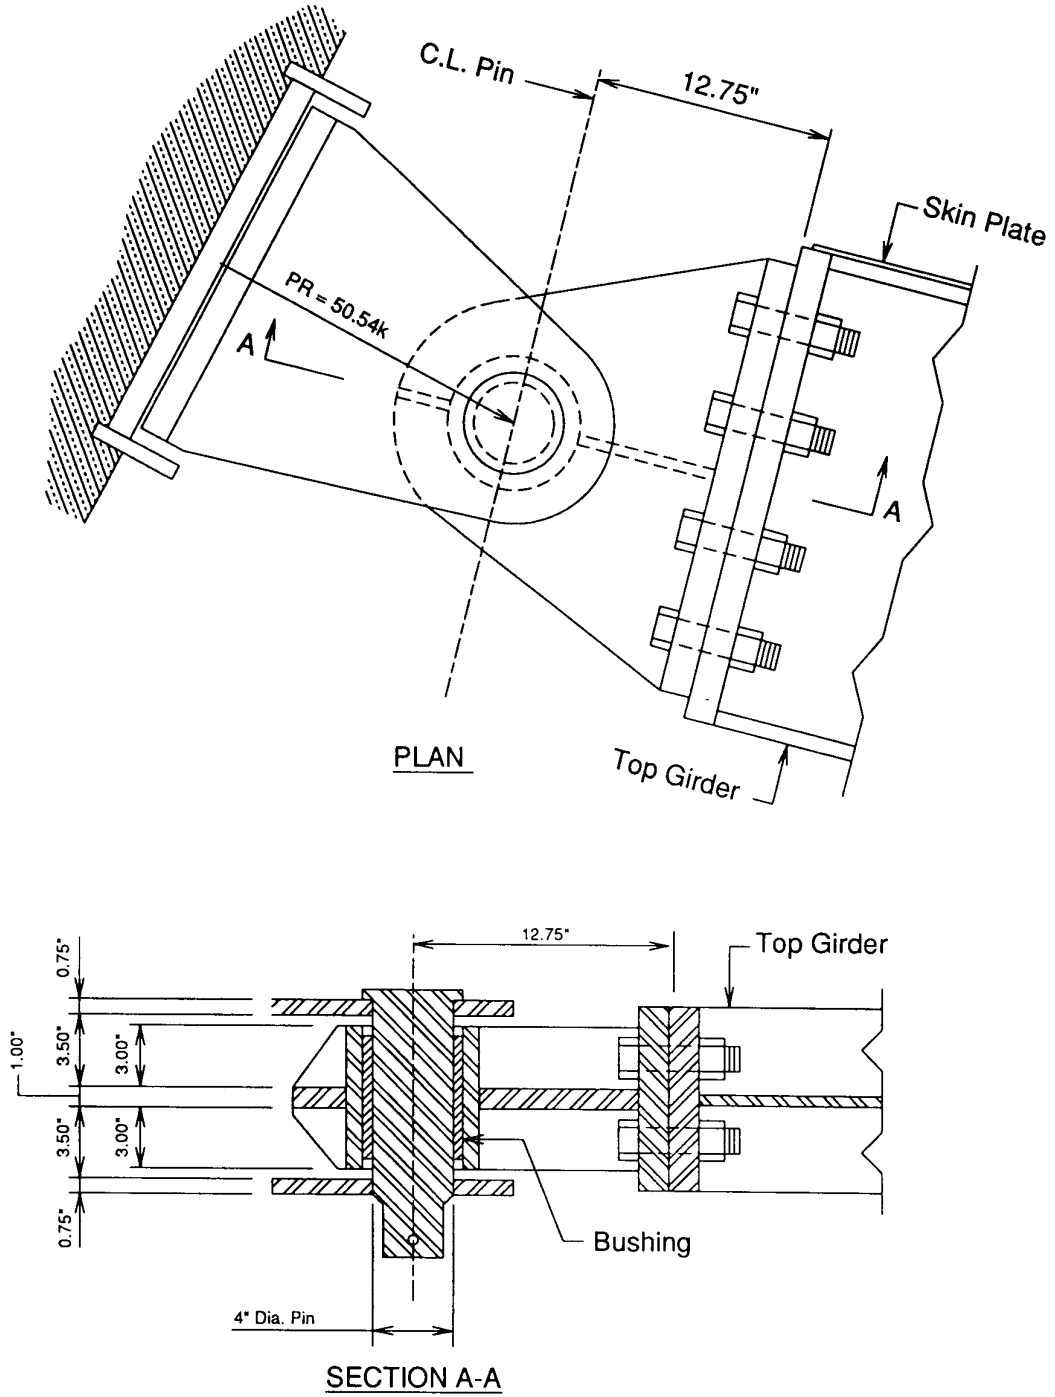 C.L. Pin
12.75"
Skin Plate
PR = 50.54k
A
A
PLAN
Top Girder
12.75"
Top Girder
0.75"
3.50"
3.00"
1.00"
3.50"
3.00"
0.75"
Bushing
4" Dia. Pin
SECTION A-A